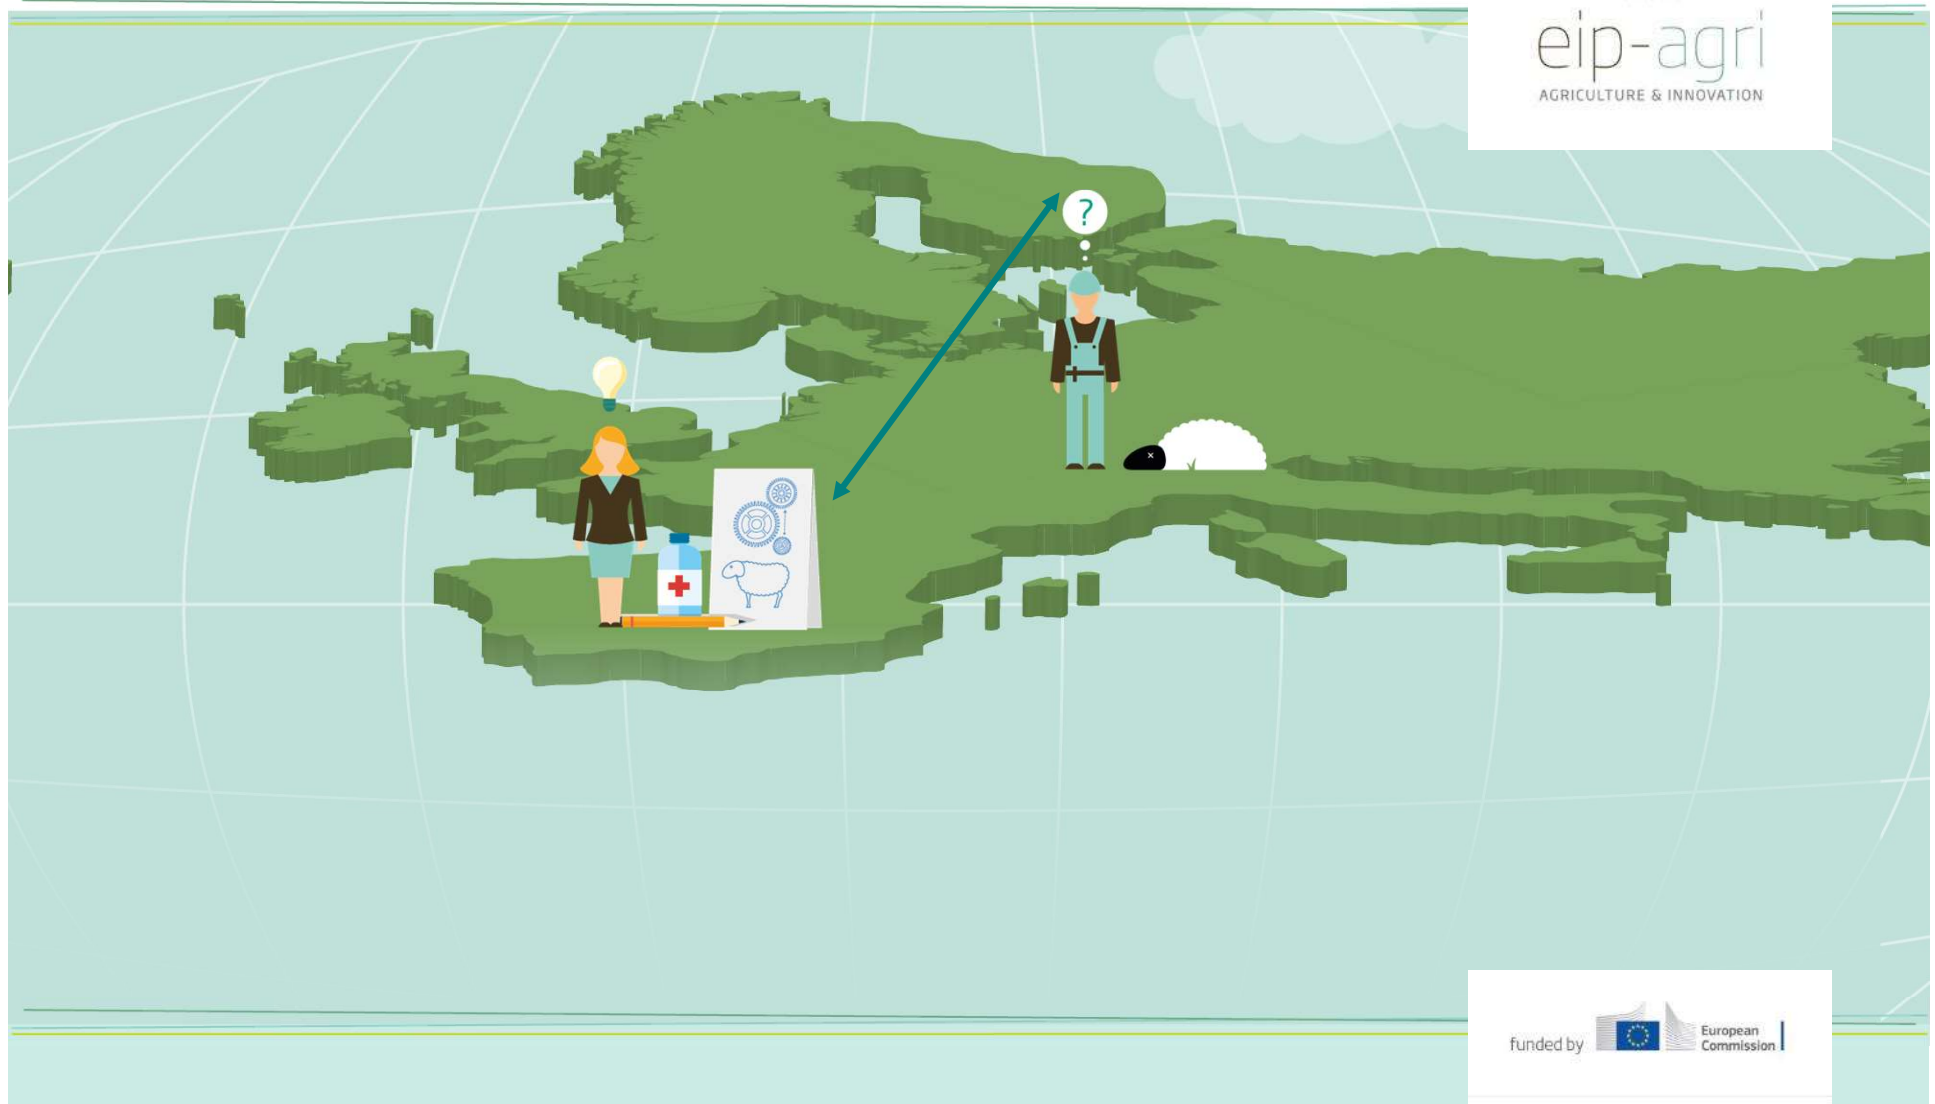 eip-agri
AGRICULTURE & INNOVATION
?
funded by
European
Commission